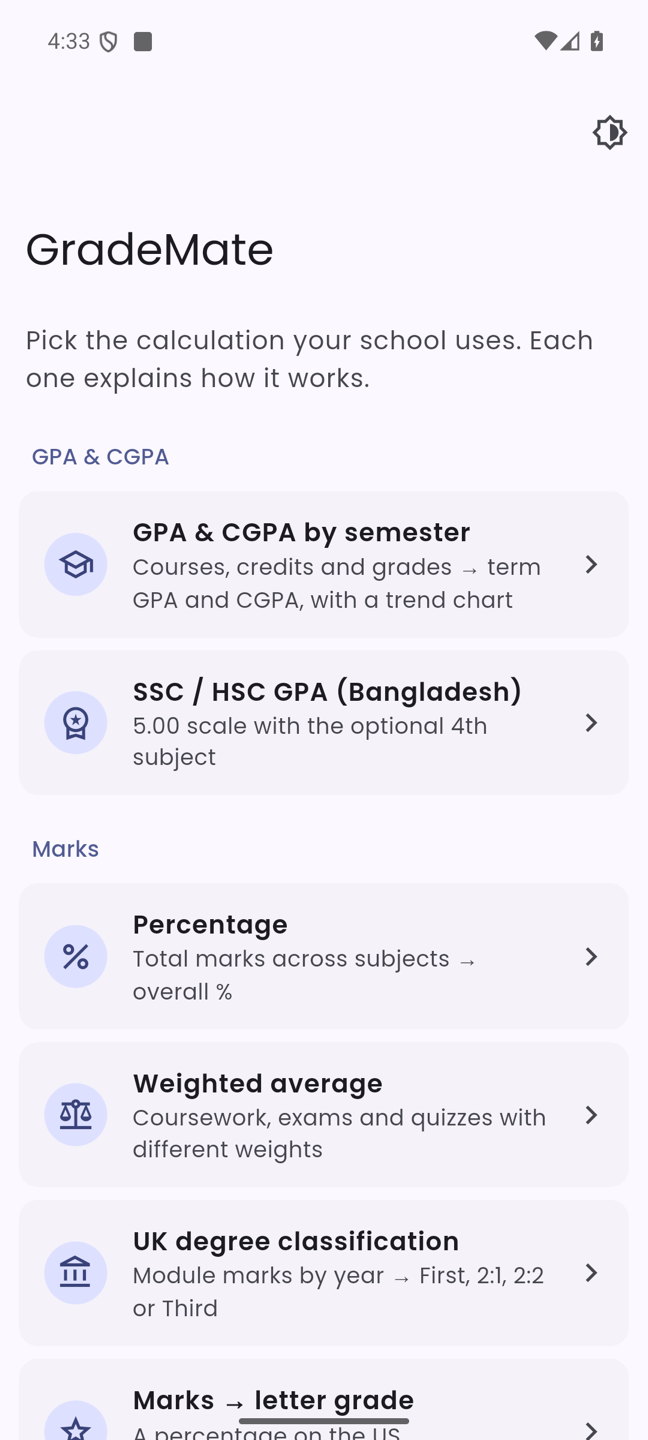 4:33
GradeMate
Pick the calculation your school uses. Each
one explains how it works.
GPA & CGPA
GPA & CGPA by semester
Courses, credits and grades → term
GPA and CGPA, with a trend chart
SSC / HSC GPA (Bangladesh)
5.00 scale with the optional 4th
subject
Marks
Percentage
Total marks across subjects →
overall %
Weighted average
Coursework, exams and quizzes with
different weights
UK degree classification
Module marks by year → First, 2:1, 2:2
or Third
Marks → letter grade
A percentage on the US